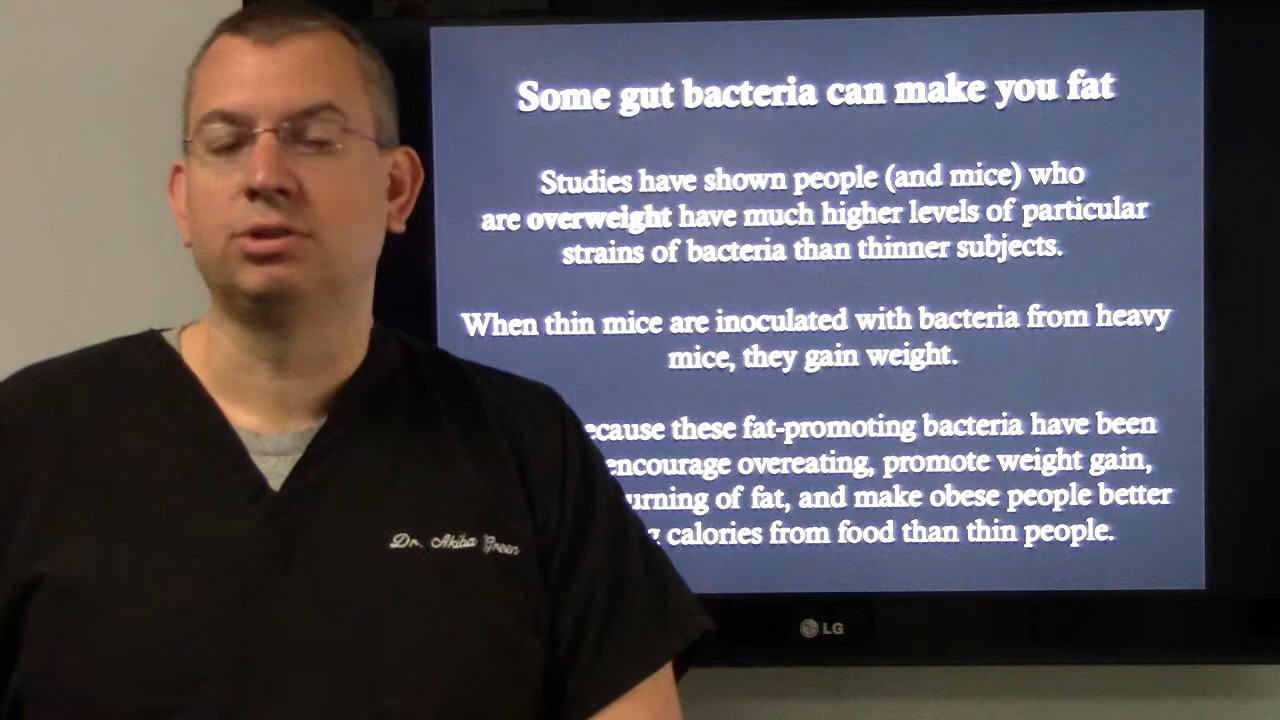 Some gut bacteria can make you fat
Studies have shown people (and mice) who
are overweight have much higher levels of particular
strains of bacteria than thinner subjects.
When thin mice are inoculated with bacteria from heavy
mice, they gain weight.
these fat-promoting bacteria have been
encourage overeating, promote weight gain,
of fat, and make obese people better
calories from food than thin people.
Dr. Akiba Green
LG